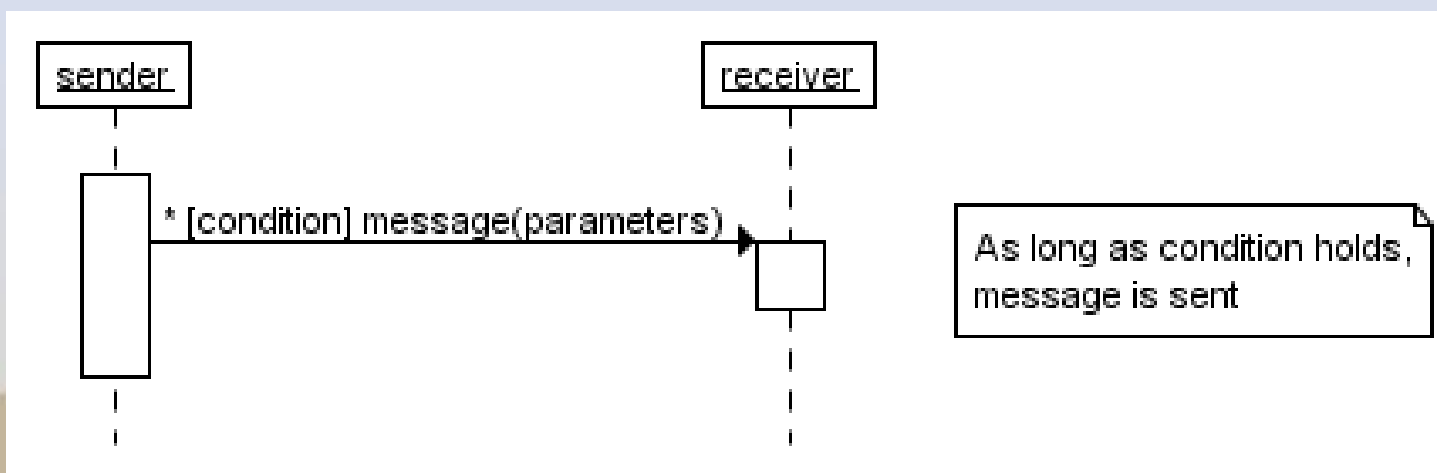 sender
receiver
* [condition] message(parameters)
As long as condition holds,
message is sent